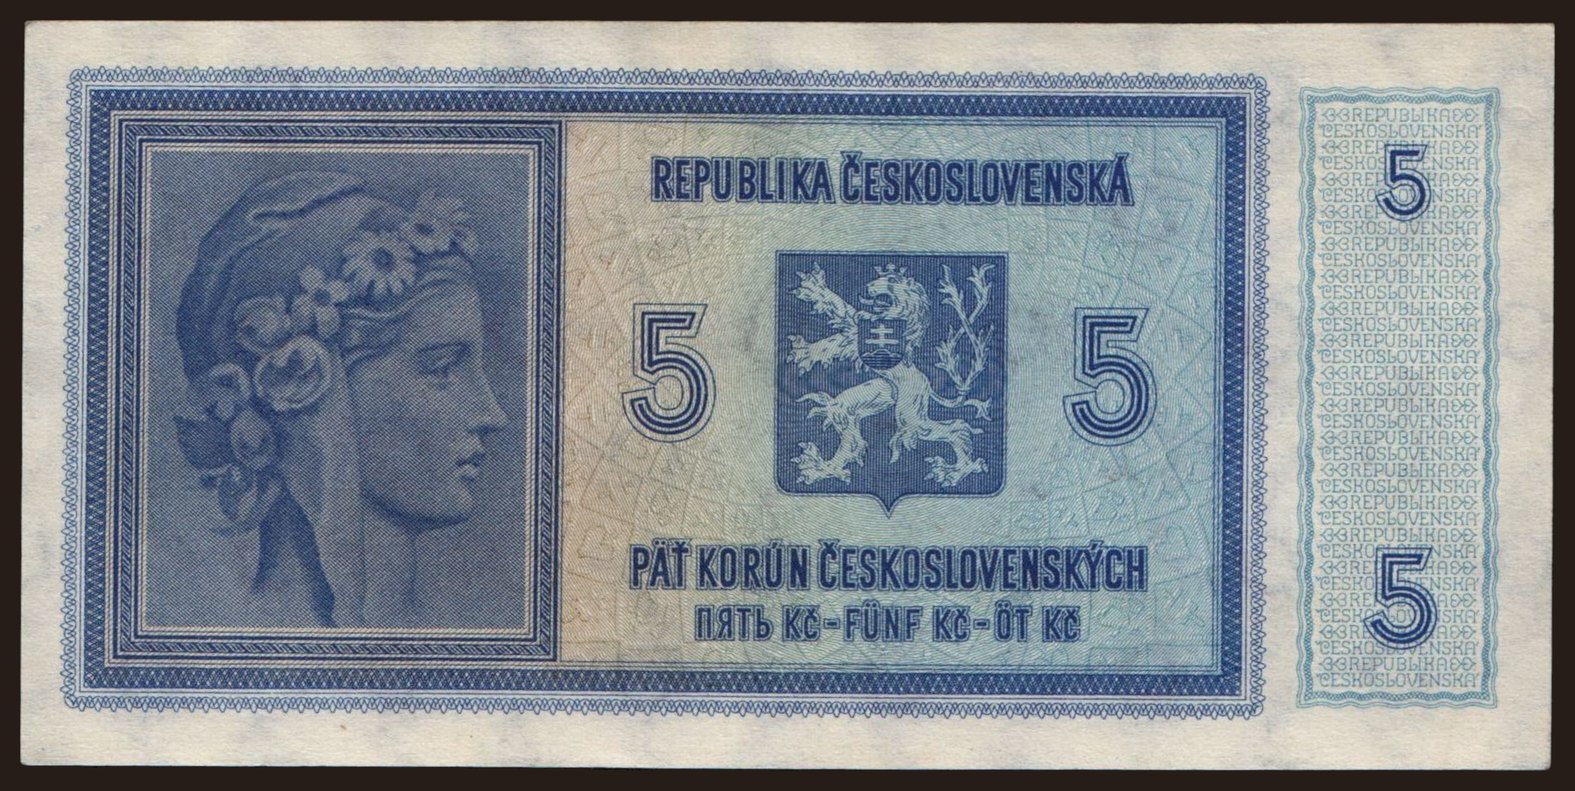 REPUBLIKA ČESKOSLOVENSKÁ
5
5
PÄŤ KORÚN ČESKOSLOVENSKÝCH
ПЯТЬ Kč - FÜNF Kč - ÖT Kč
REPUBLIKA
ČESKOSLOVENSKÁ
5
5